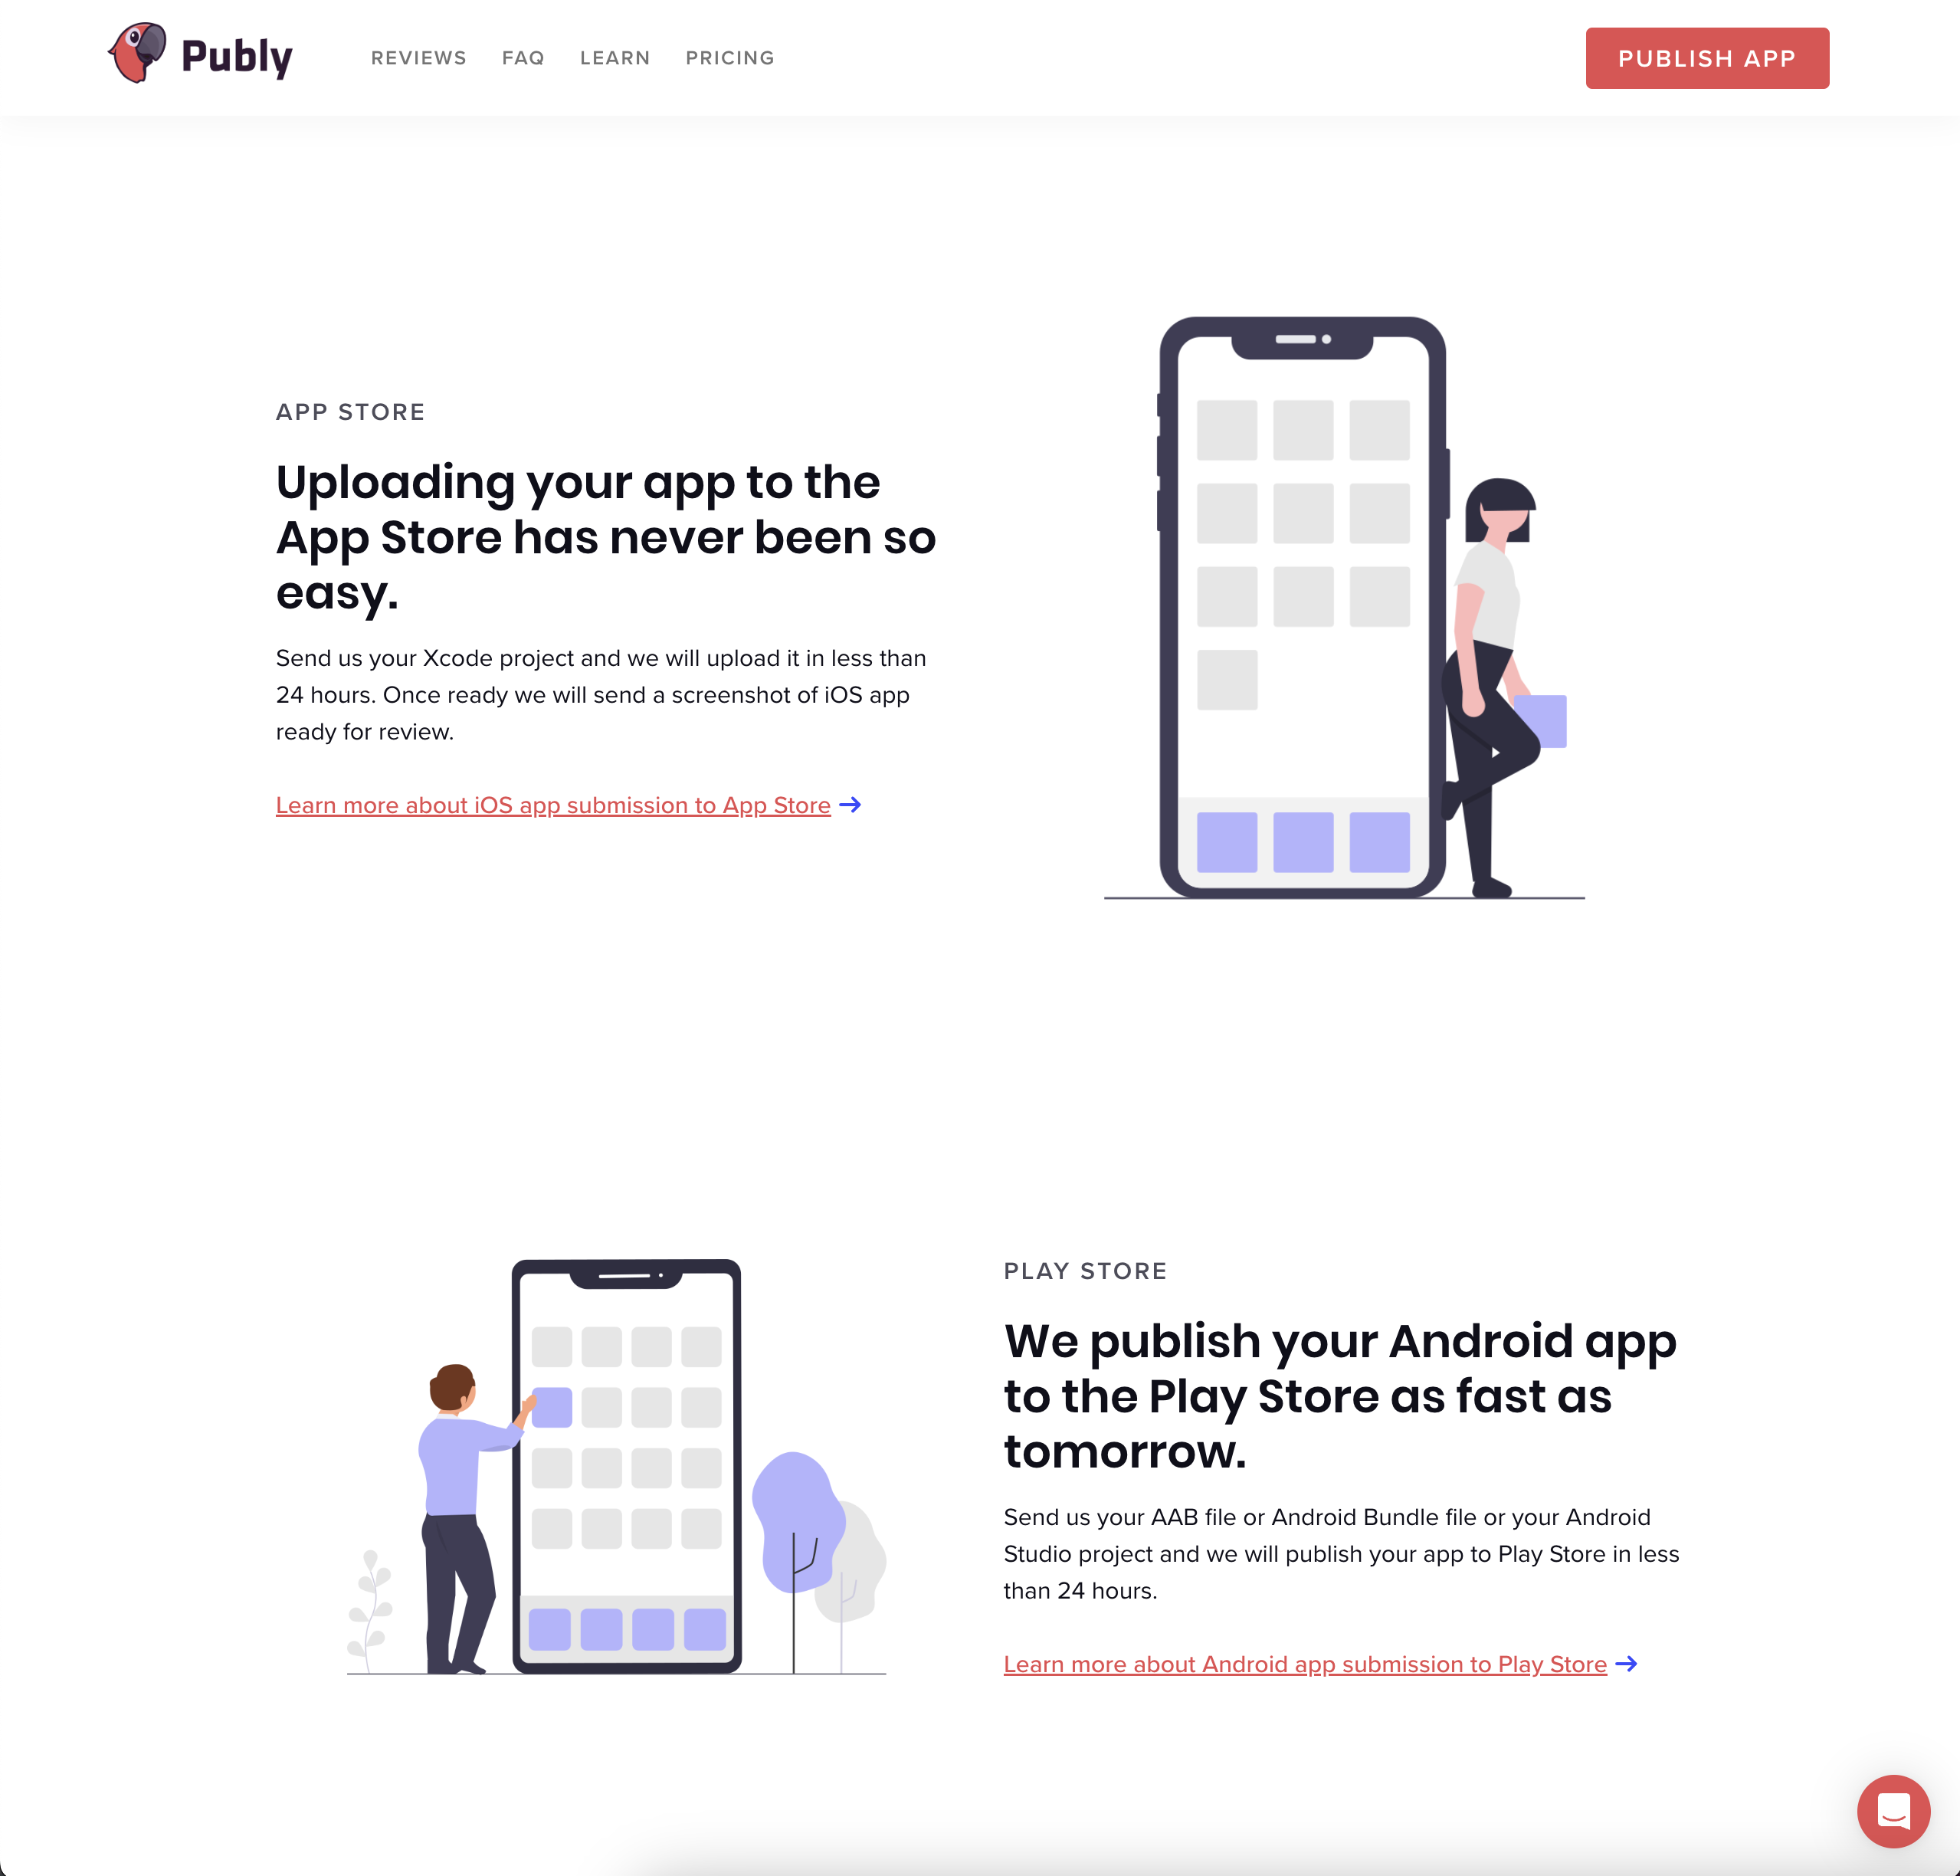 Publy
REVIEWS
FAQ
LEARN
PRICING
PUBLISH APP
APP STORE
Uploading your app to the
App Store has never been so
easy.
Send us your Xcode project and we will upload it in less than
24 hours. Once ready we will send a screenshot of iOS app
ready for review.
Learn more about iOS app submission to App Store
PLAY STORE
We publish your Android app
to the Play Store as fast as
tomorrow.
Send us your AAB file or Android Bundle file or your Android
Studio project and we will publish your app to Play Store in less
than 24 hours.
Learn more about Android app submission to Play Store